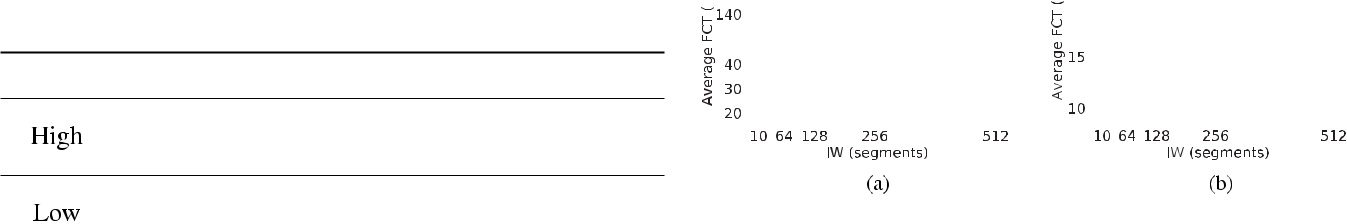 High
Low
Average FCT (
140
40
30
20
10 64 128 256 512
IW (segments)
(a)
Average FCT (
15
10
10 64 128 256 512
IW (segments)
(b)